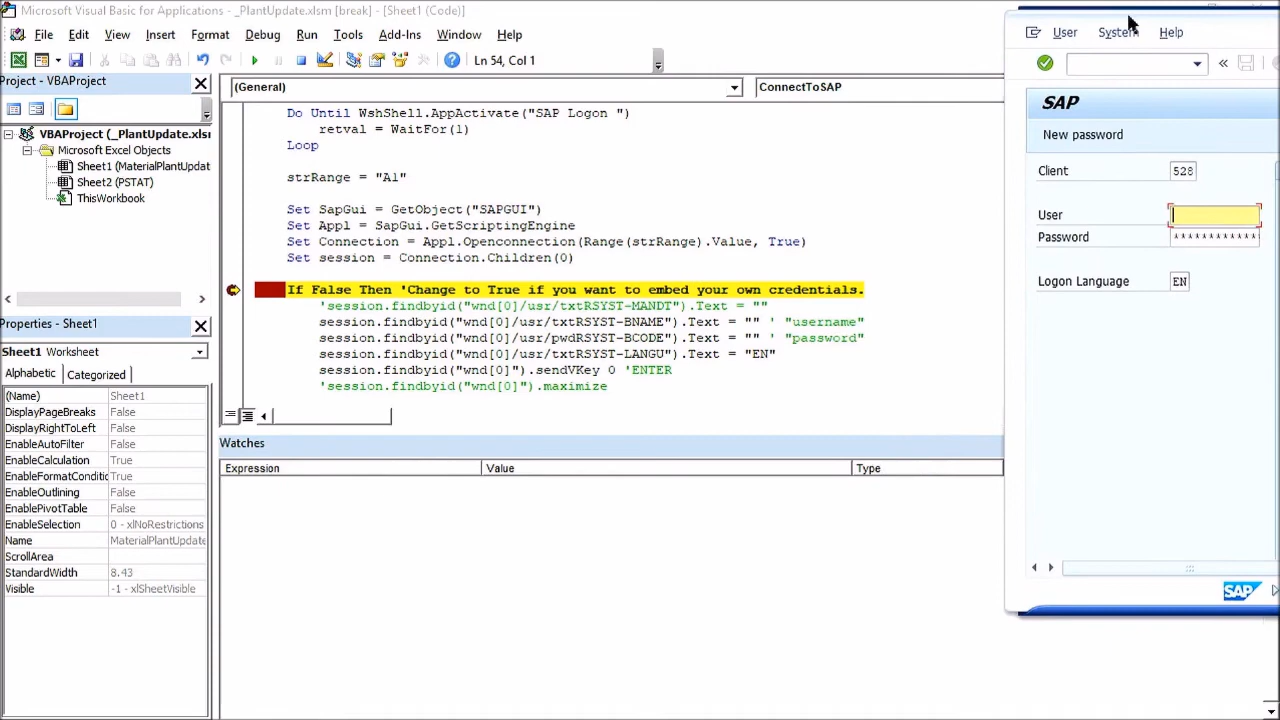 Microsoft Visual Basic for Applications - _PlantUpdate.xlsm [break] - [Sheet1 (Code)]
File Edit View Insert Format Debug Run Tools Add-Ins Window Help
Ln 54, Col 1
Project - VBAProject
VBAProject (_PlantUpdate.xlsm
Microsoft Excel Objects
Sheet1 (MaterialPlantUpdat
Sheet2 (PSTAT)
ThisWorkbook
Properties - Sheet1
Sheet1 Worksheet
Alphabetic Categorized
(Name) Sheet1
DisplayPageBreaks False
DisplayRightToLeft False
EnableAutoFilter False
EnableCalculation True
EnableFormatConditic True
EnableOutlining False
EnablePivotTable False
EnableSelection 0 - xlNoRestrictions
Name MaterialPlantUpdate
ScrollArea
StandardWidth 8.43
Visible -1 - xlSheetVisible
(General) ConnectToSAP
Do Until WshShell.AppActivate("SAP Logon ")
retval = WaitFor(1)
Loop
strRange = "A1"
Set SapGui = GetObject("SAPGUI")
Set Appl = SapGui.GetScriptingEngine
Set Connection = Appl.Openconnection(Range(strRange).Value, True)
Set session = Connection.Children(0)
If False Then 'Change to True if you want to embed your own credentials.
'session.findbyid("wnd[0]/usr/txtRSYST-MANDT").Text = ""
session.findbyid("wnd[0]/usr/txtRSYST-BNAME").Text = "" ' "username"
session.findbyid("wnd[0]/usr/pwdRSYST-BCODE").Text = "" ' "password"
session.findbyid("wnd[0]/usr/txtRSYST-LANGU").Text = "EN"
session.findbyid("wnd[0]").sendVKey 0 'ENTER
'session.findbyid("wnd[0]").maximize
Watches
Expression Value Type
User System Help
SAP
New password
Client 528
User
Password ************
Logon Language EN
SAP